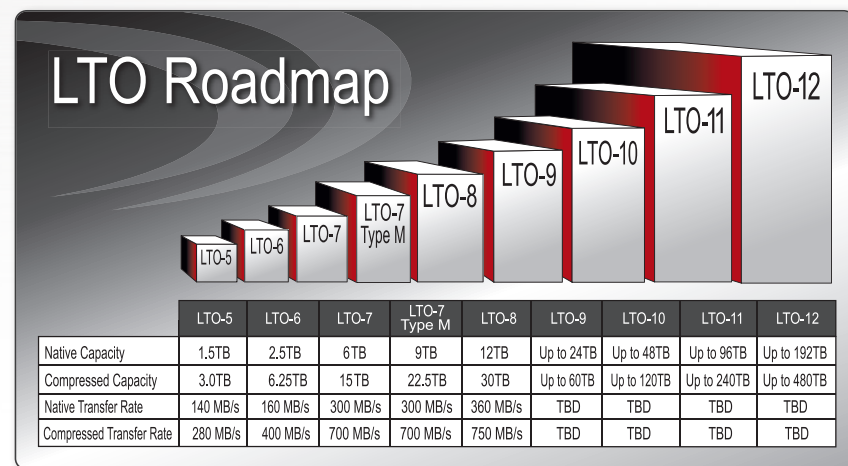 LTO Roadmap
LTO-5
LTO-6
LTO-7
LTO-7
Type M
LTO-8
LTO-9
LTO-10
LTO-11
LTO-12
LTO-5 LTO-6 LTO-7 LTO-7 Type M LTO-8 LTO-9 LTO-10 LTO-11 LTO-12
Native Capacity 1.5TB 2.5TB 6TB 9TB 12TB Up to 24TB Up to 48TB Up to 96TB Up to 192TB
Compressed Capacity 3.0TB 6.25TB 15TB 22.5TB 30TB Up to 60TB Up to 120TB Up to 240TB Up to 480TB
Native Transfer Rate 140 MB/s 160 MB/s 300 MB/s 300 MB/s 360 MB/s TBD TBD TBD TBD
Compressed Transfer Rate 280 MB/s 400 MB/s 700 MB/s 700 MB/s 750 MB/s TBD TBD TBD TBD